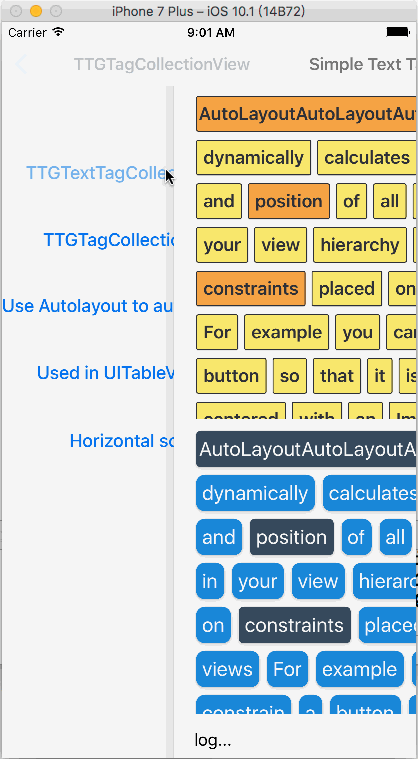 iPhone 7 Plus – iOS 10.1 (14B72)
Carrier 9:01 AM
TTGTagCollectionView Simple Text T
TTGTextTagColle
TTGTagCollectio
Use Autolayout to au
Used in UITableV
Horizontal sc
AutoLayoutAutoLayoutAu
dynamically calculates
and position of all
your view hierarchy
constraints placed on
For example you ca
button so that it is
centered with an Im
AutoLayoutAutoLayoutA
dynamically calculates
and position of all
in your view hierarc
on constraints place
views For example
constrain a button
log...